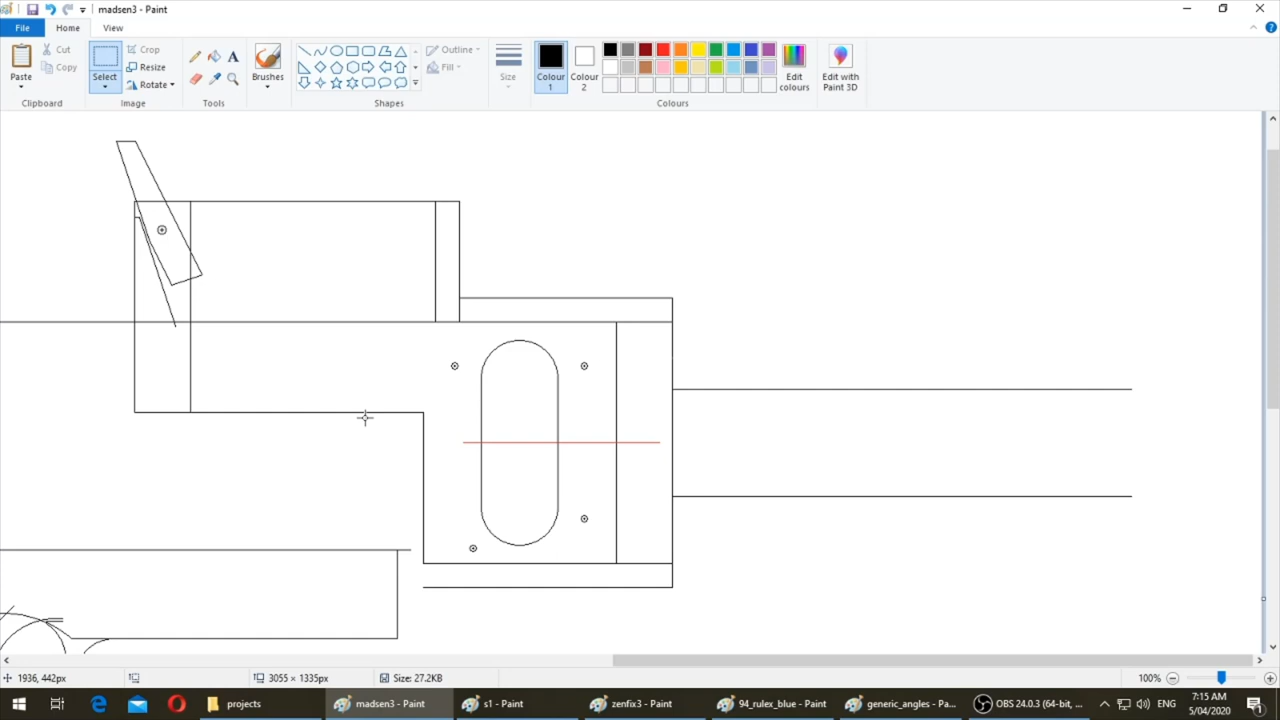 madsen3 - Paint
File Home View
Paste
Cut
Copy
Clipboard
Select
Crop
Resize
Rotate
Image
A
Tools
Brushes
Outline
Fill
Shapes
Size
Colour 1
Colour 2
Edit colours
Colours
Edit with Paint 3D
1936, 442px
3055 × 1335px
Size: 27.2KB
100%
projects
madsen3 - Paint
s1 - Paint
zenfix3 - Paint
94_rulex_blue - Paint
generic_angles - Pa...
OBS 24.0.3 (64-bit, ...
ENG
7:15 AM
5/04/2020
1